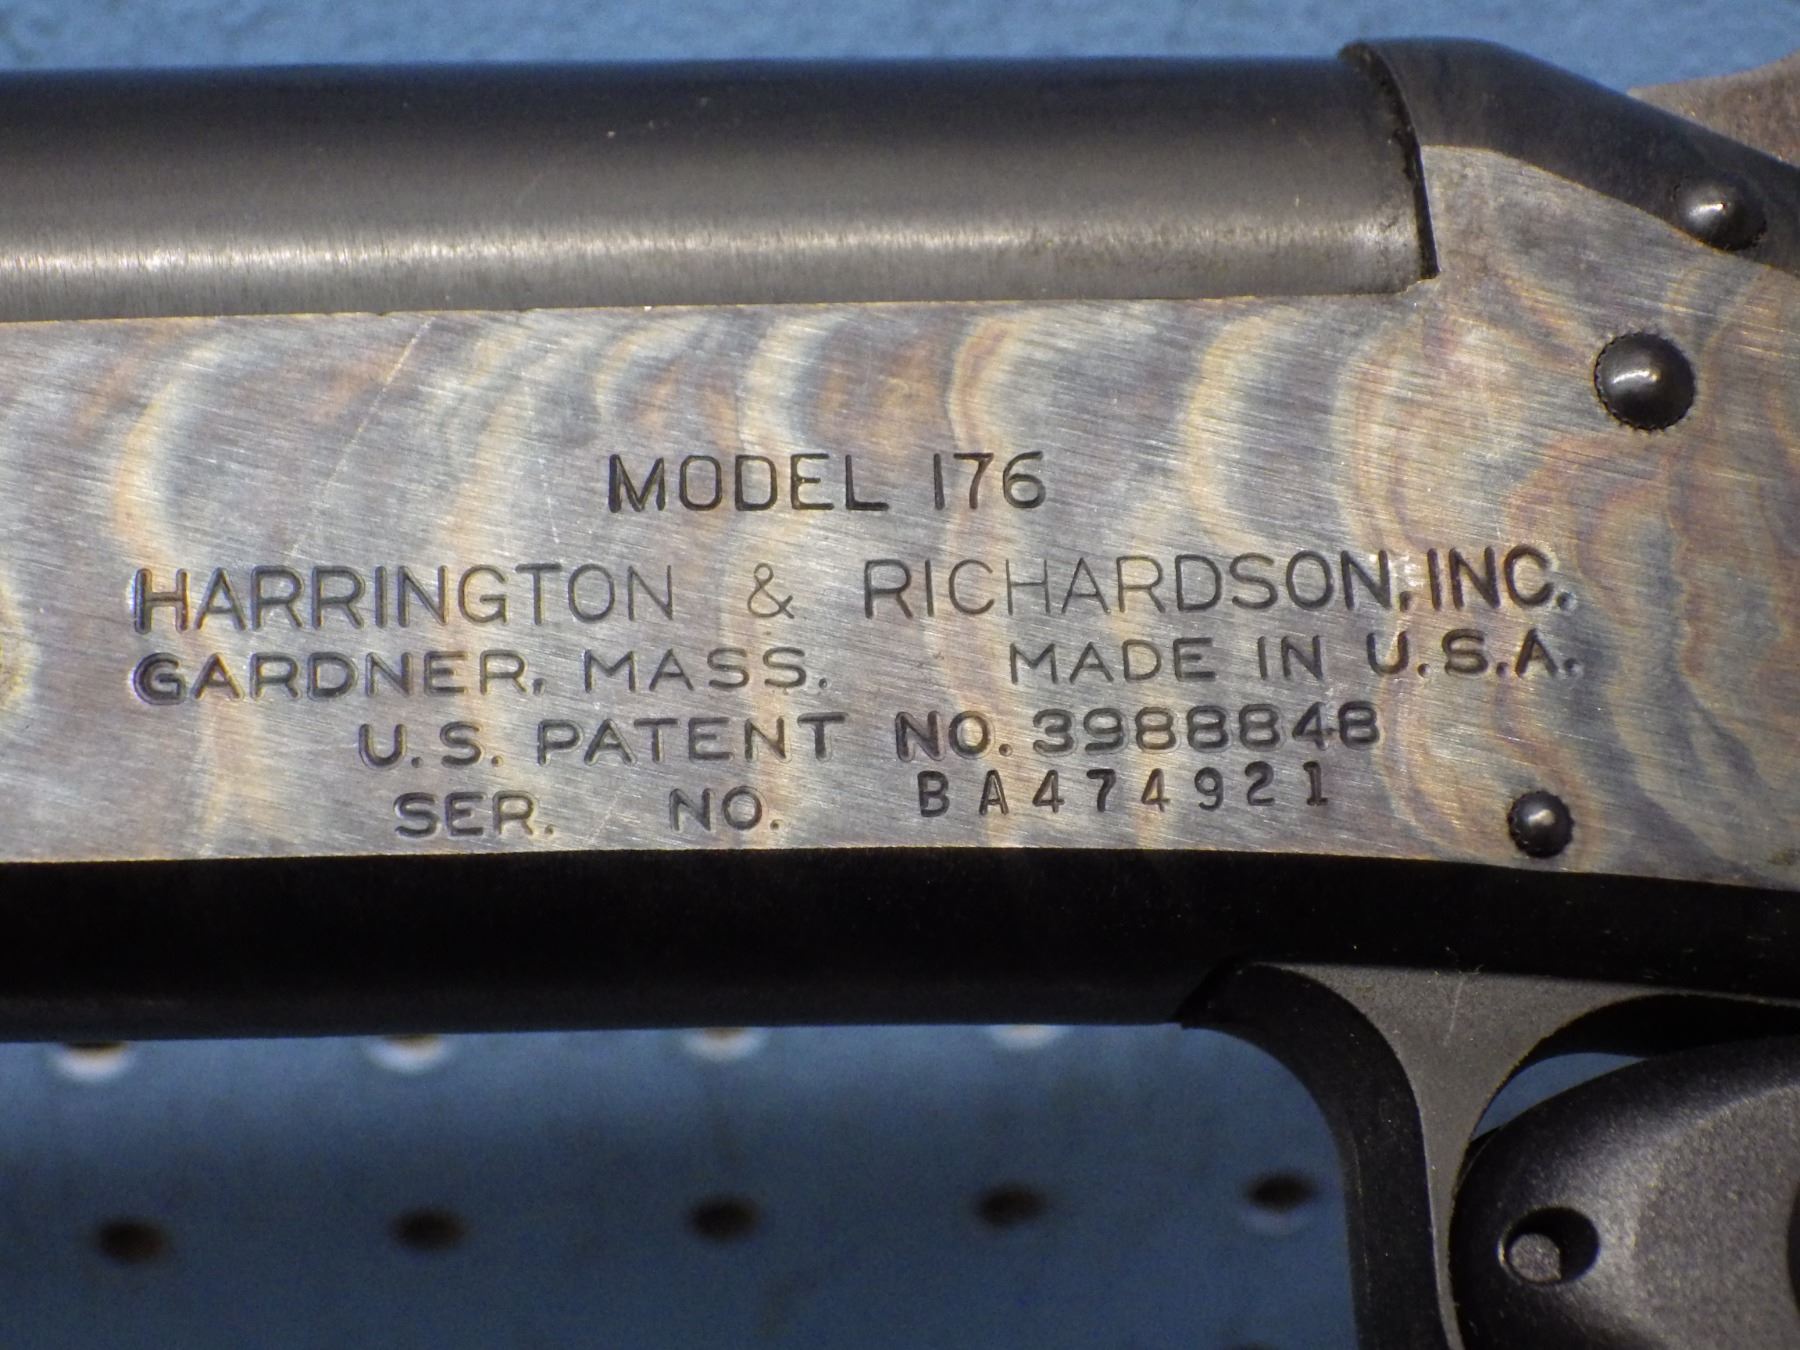 MODEL 176
HARRINGTON & RICHARDSON, INC.
GARDNER, MASS. MADE IN U.S.A.
U.S. PATENT NO. 3988848
SER. NO. BA474921